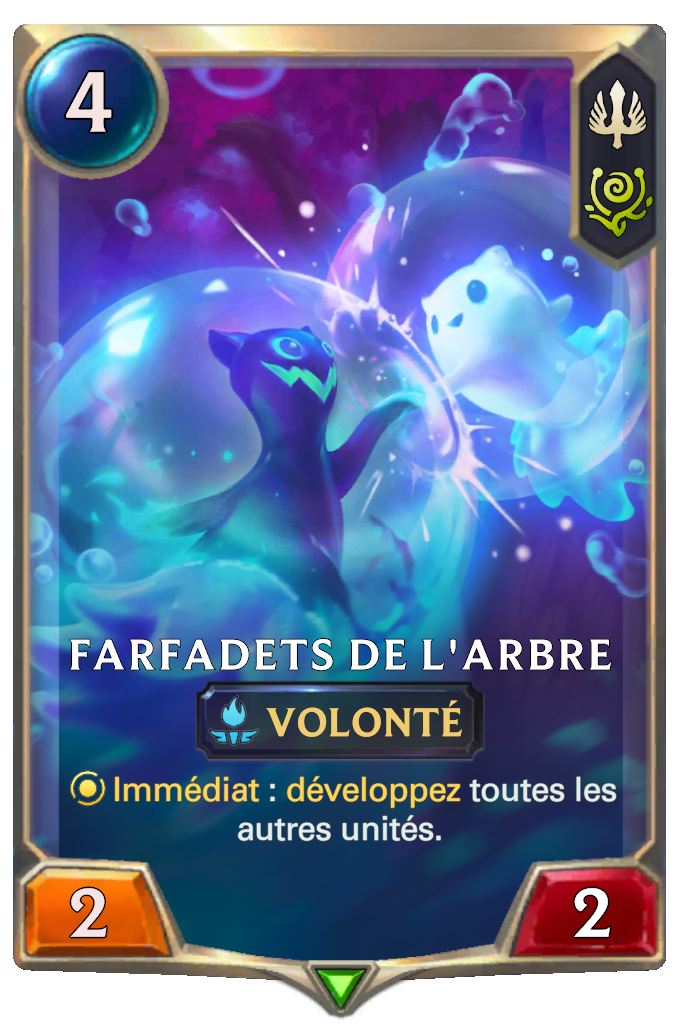 4
FARFADETS DE L'ARBRE
VOLONTÉ
Immédiat : développez toutes les
autres unités.
2
2